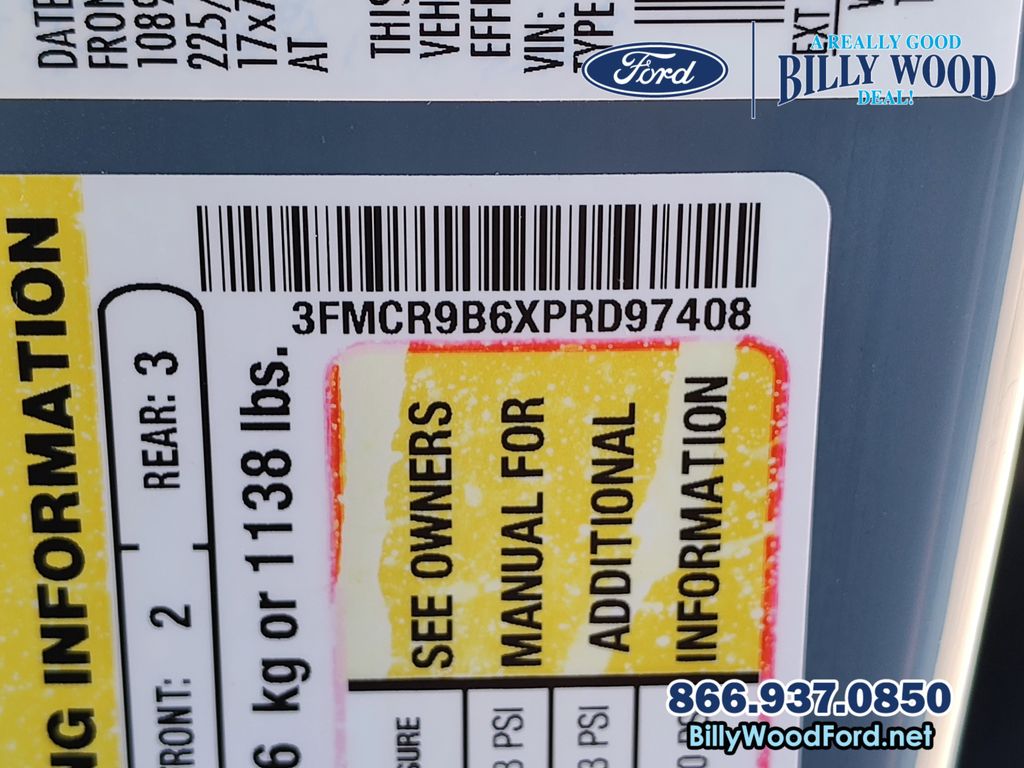 DATE
FRON
1089
225/
17x7
AT
THIS
VEH
EFFE
VIN:
TYPE
EXT
Ford
A REALLY GOOD
BILLY WOOD
DEAL!
3FMCR9B6XPRD97408
NG INFORMATION
FRONT: 2 REAR: 3
6 kg or 1138 lbs.
SEE OWNERS
MANUAL FOR
ADDITIONAL
INFORMATION
SURE
PSI
PSI
866.937.0850
BillyWoodFord.net